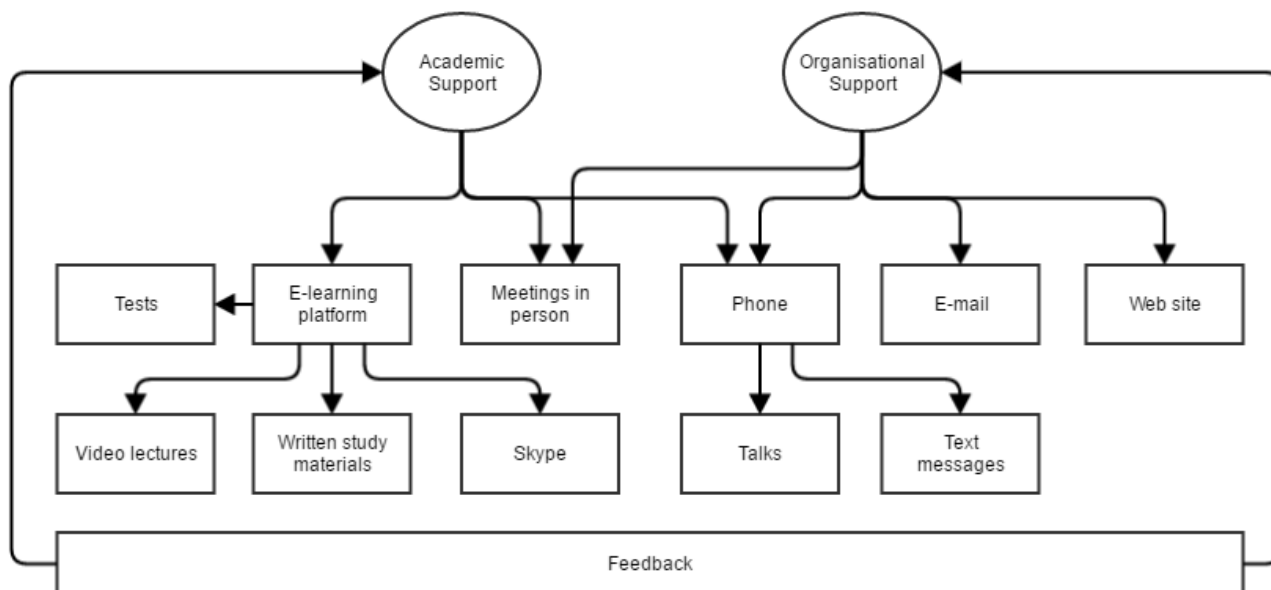 Academic
Support
Organisational
Support
Tests
E-learning
platform
Meetings in
person
Phone
E-mail
Web site
Video lectures
Written study
materials
Skype
Talks
Text
messages
Feedback